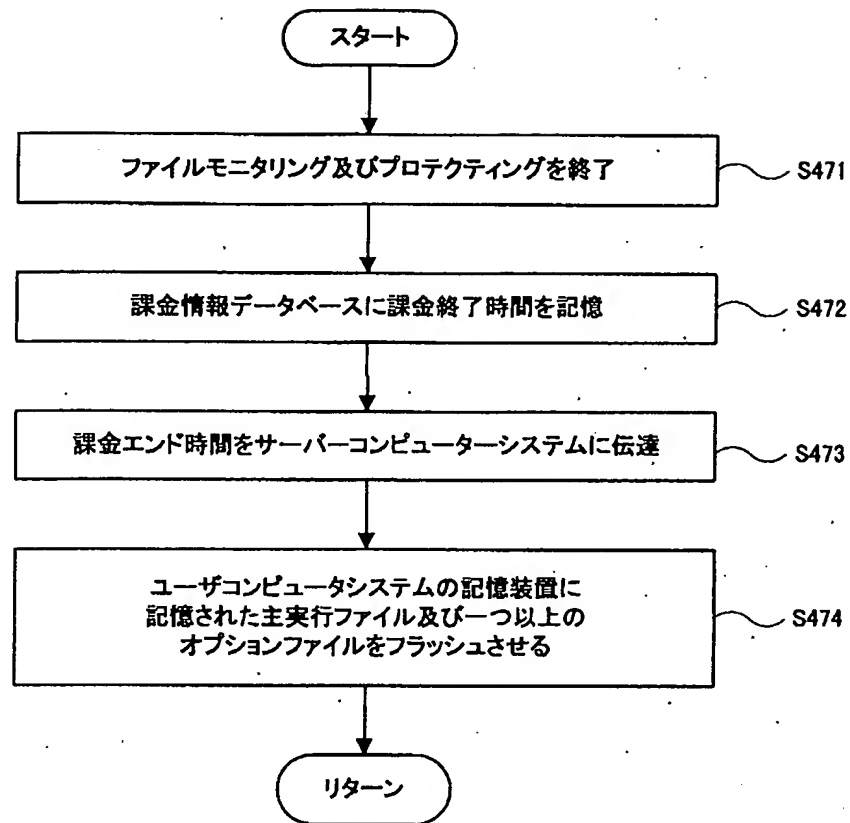 スタート
ファイルモニタリング及びプロテクティングを終了
S471
課金情報データベースに課金終了時間を記憶
S472
課金エンド時間をサーバーコンピューターシステムに伝達
S473
ユーザコンピュータシステムの記憶装置に
記憶された主実行ファイル及び一つ以上の
オプションファイルをフラッシュさせる
S474
リターン